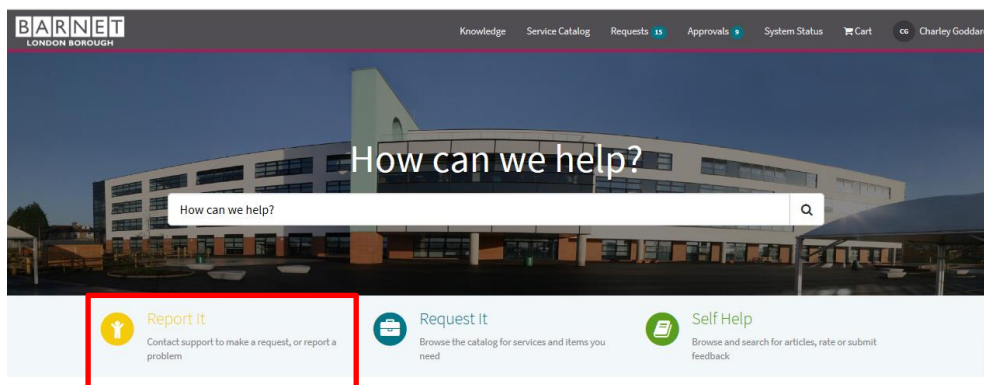 BARNET
LONDON BOROUGH
Knowledge Service Catalog Requests 15 Approvals 9 System Status Cart CG Charley Goddard
How can we help?
How can we help?
Report It
Contact support to make a request, or report a
problem
Request It
Browse the catalog for services and items you
need
Self Help
Browse and search for articles, rate or submit
feedback